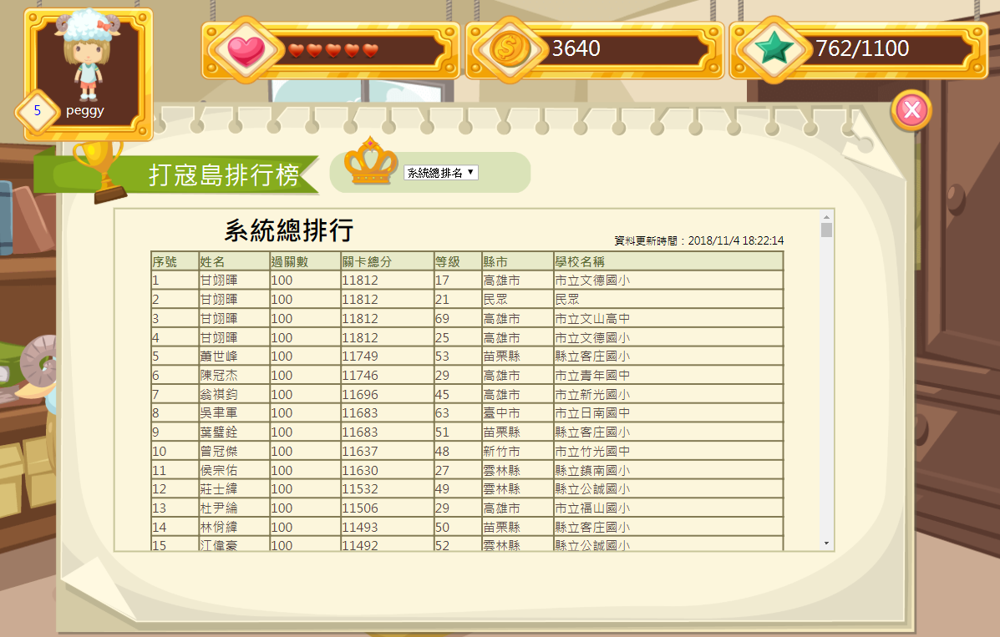 3640
762/1100
5
peggy
打寇島排行榜
系統總排名
系統總排行
資料更新時間：2018/11/4 18:22:14
序號 姓名 過關數 關卡總分 等級 縣市 學校名稱
1 甘翊暉 100 11812 17 高雄市 市立文德國小
2 甘翊暉 100 11812 21 民眾 民眾
3 甘翊暉 100 11812 69 高雄市 市立文山高中
4 甘翊暉 100 11812 25 高雄市 市立文德國小
5 蕭世峰 100 11749 53 苗栗縣 縣立客庄國小
6 陳冠杰 100 11746 29 高雄市 市立青年國中
7 翁祺鈞 100 11696 45 高雄市 市立新光國小
8 吳聿軍 100 11683 63 臺中市 市立日南國中
9 葉璧銓 100 11683 51 苗栗縣 縣立客庄國小
10 曾冠傑 100 11637 48 新竹市 市立竹光國中
11 侯宗佑 100 11630 27 雲林縣 縣立鎮南國小
12 莊士緯 100 11532 49 雲林縣 縣立公誠國小
13 杜尹綸 100 11506 29 高雄市 市立福山國小
14 林佾緯 100 11493 50 苗栗縣 縣立客庄國小
15 江偉豪 100 11492 52 雲林縣 縣立公誠國小